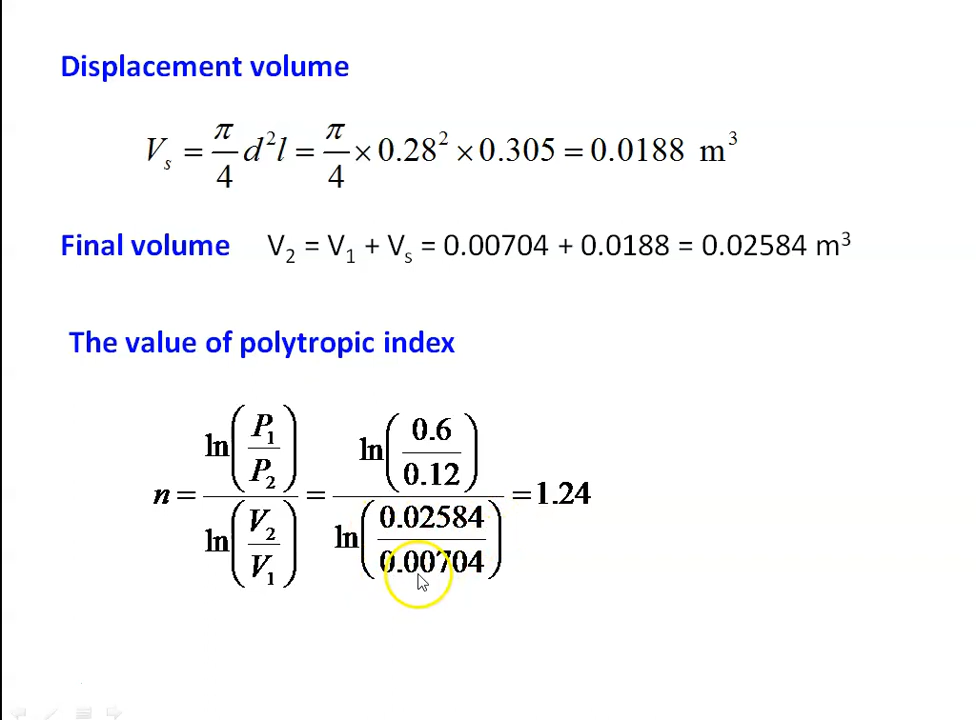 Displacement volume
V_s = π/4 d²l = π/4 × 0.28² × 0.305 = 0.0188 m³
Final volume V₂ = V₁ + Vₛ = 0.00704 + 0.0188 = 0.02584 m³
The value of polytropic index
n = ln(P₁/P₂) / ln(V₂/V₁) = ln(0.6/0.12) / ln(0.02584/0.00704) = 1.24